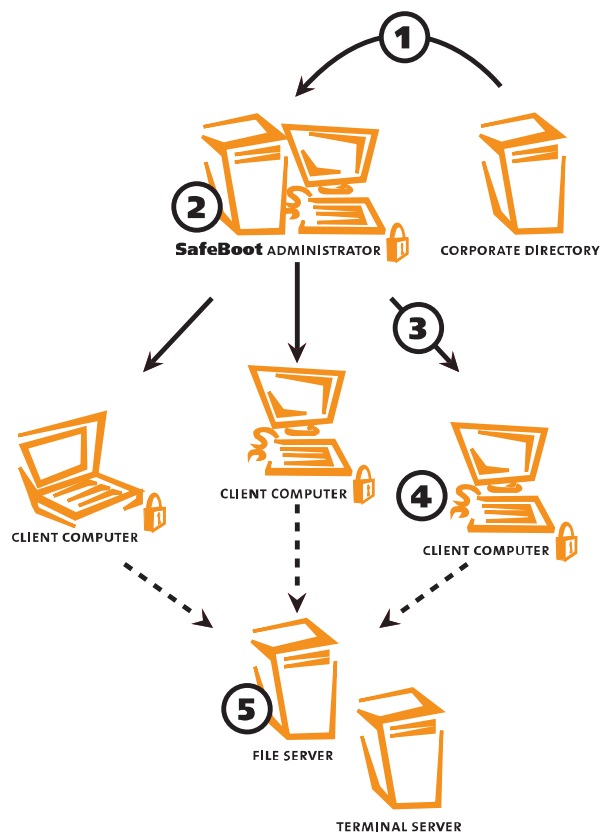 1
2
SafeBoot ADMINISTRATOR
CORPORATE DIRECTORY
3
CLIENT COMPUTER
4
CLIENT COMPUTER
CLIENT COMPUTER
5
FILE SERVER
TERMINAL SERVER